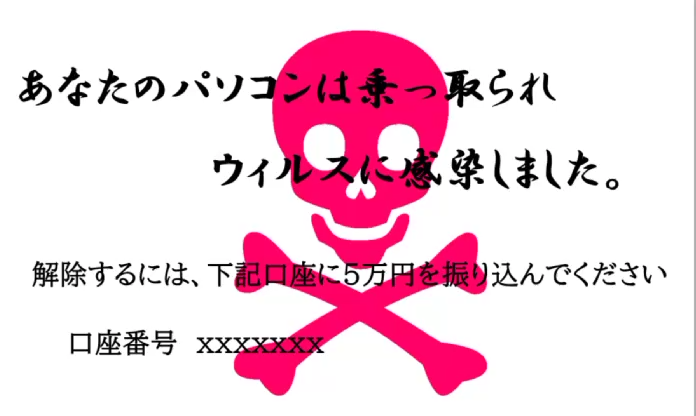 あなたのパソコンは乗っ取られ
ウィルスに感染しました。
解除するには、下記口座に5万円を振り込んでください
口座番号　xxxxxxx